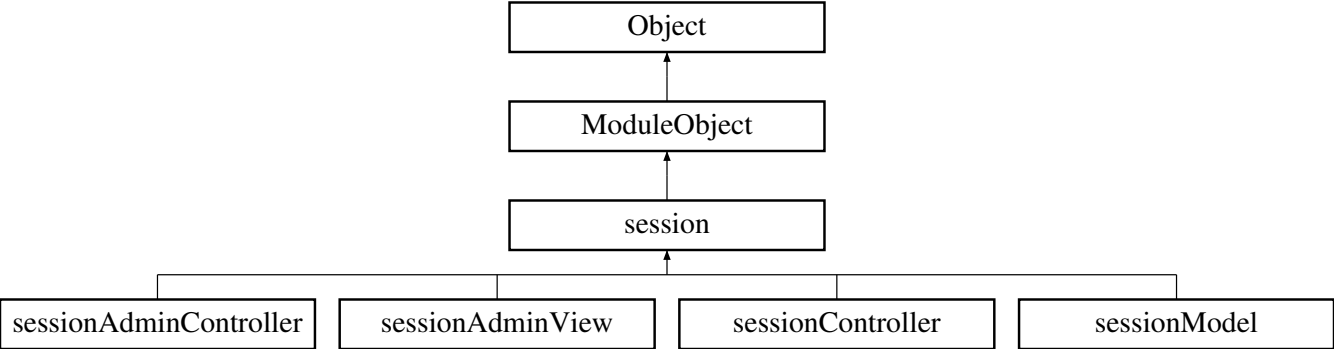 Object
ModuleObject
session
sessionAdminController
sessionAdminView
sessionController
sessionModel